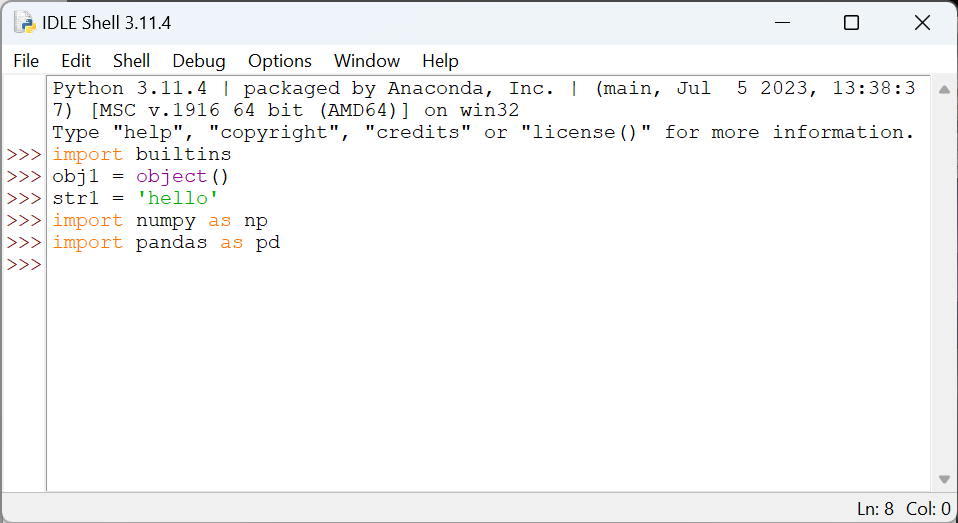 IDLE Shell 3.11.4
File Edit Shell Debug Options Window Help
Python 3.11.4 | packaged by Anaconda, Inc. | (main, Jul  5 2023, 13:38:3
7) [MSC v.1916 64 bit (AMD64)] on win32
Type "help", "copyright", "credits" or "license()" for more information.
>>> import builtins
>>> obj1 = object()
>>> str1 = 'hello'
>>> import numpy as np
>>> import pandas as pd
>>>
Ln: 8 Col: 0